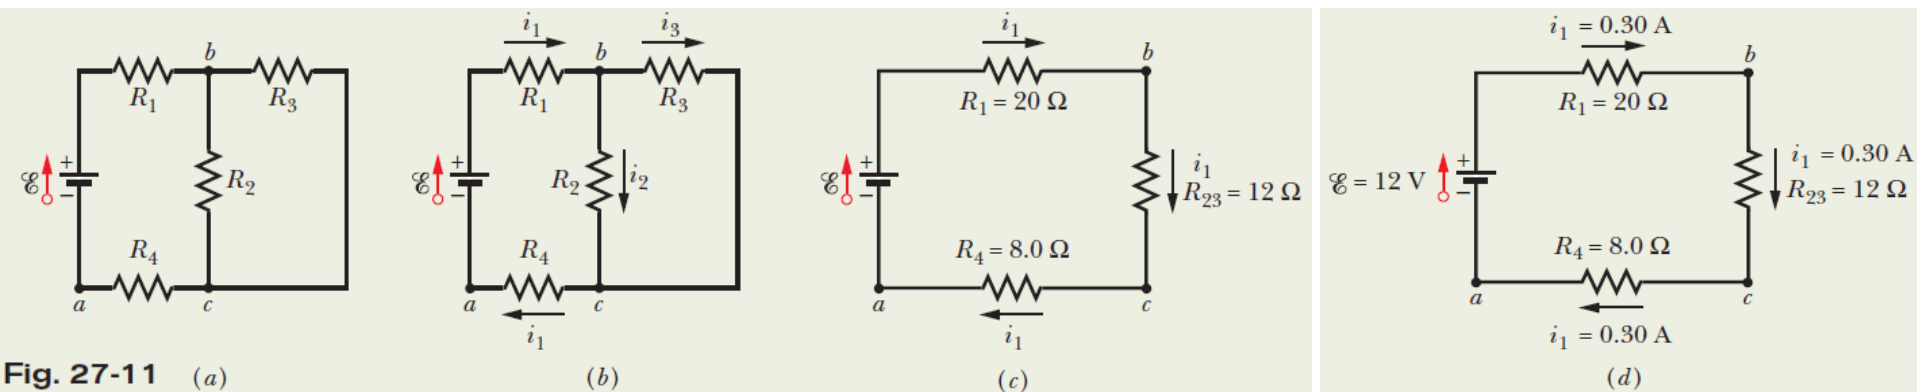 b
R₁
R₃
+
ℰ
−
R₂
R₄
a
c
Fig. 27-11 (a)
i₁
i₃
b
R₁
R₃
+
ℰ
−
R₂
i₂
R₄
a
c
i₁
(b)
i₁
b
R₁ = 20 Ω
+
ℰ
−
i₁
R₂₃ = 12 Ω
R₄ = 8.0 Ω
a
c
i₁
(c)
i₁ = 0.30 A
b
R₁ = 20 Ω
+
ℰ = 12 V
−
i₁ = 0.30 A
R₂₃ = 12 Ω
R₄ = 8.0 Ω
a
c
i₁ = 0.30 A
(d)